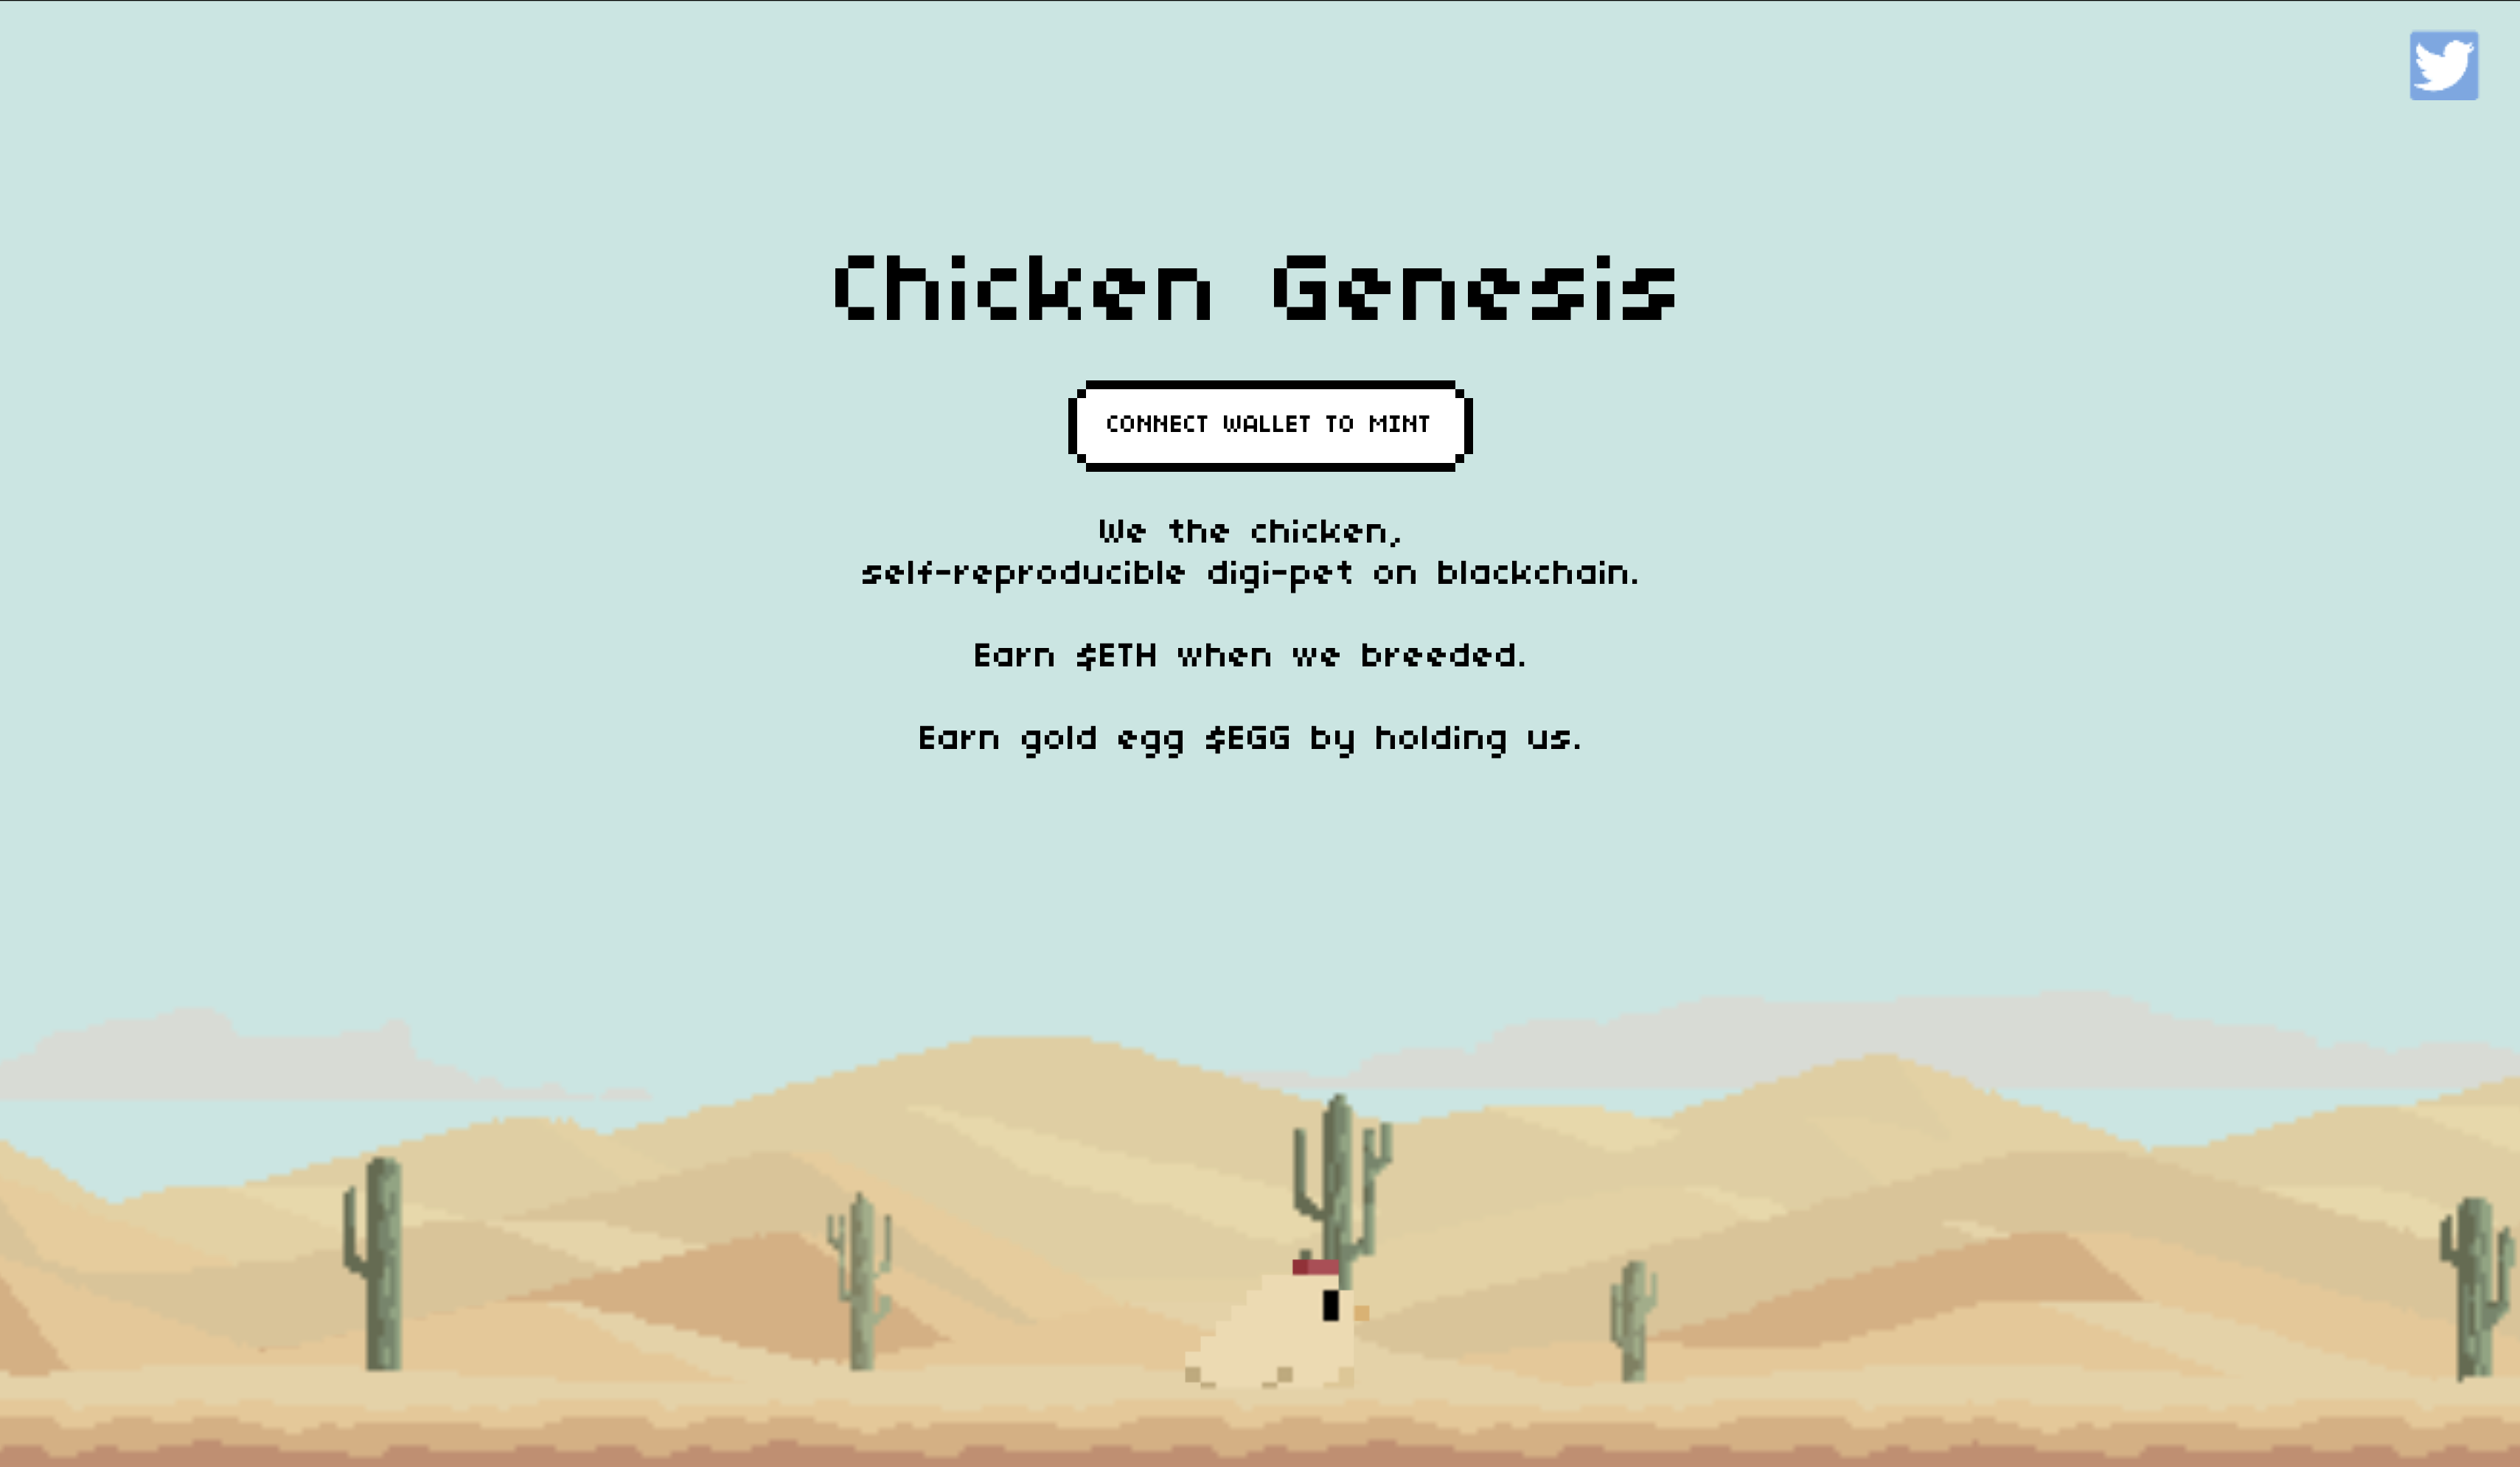 Chicken Genesis
CONNECT WALLET TO MINT
We the chicken,
self-reproducible digi-pet on blackchain.
Earn $ETH when we breeded.
Earn gold egg $EGG by holding us.